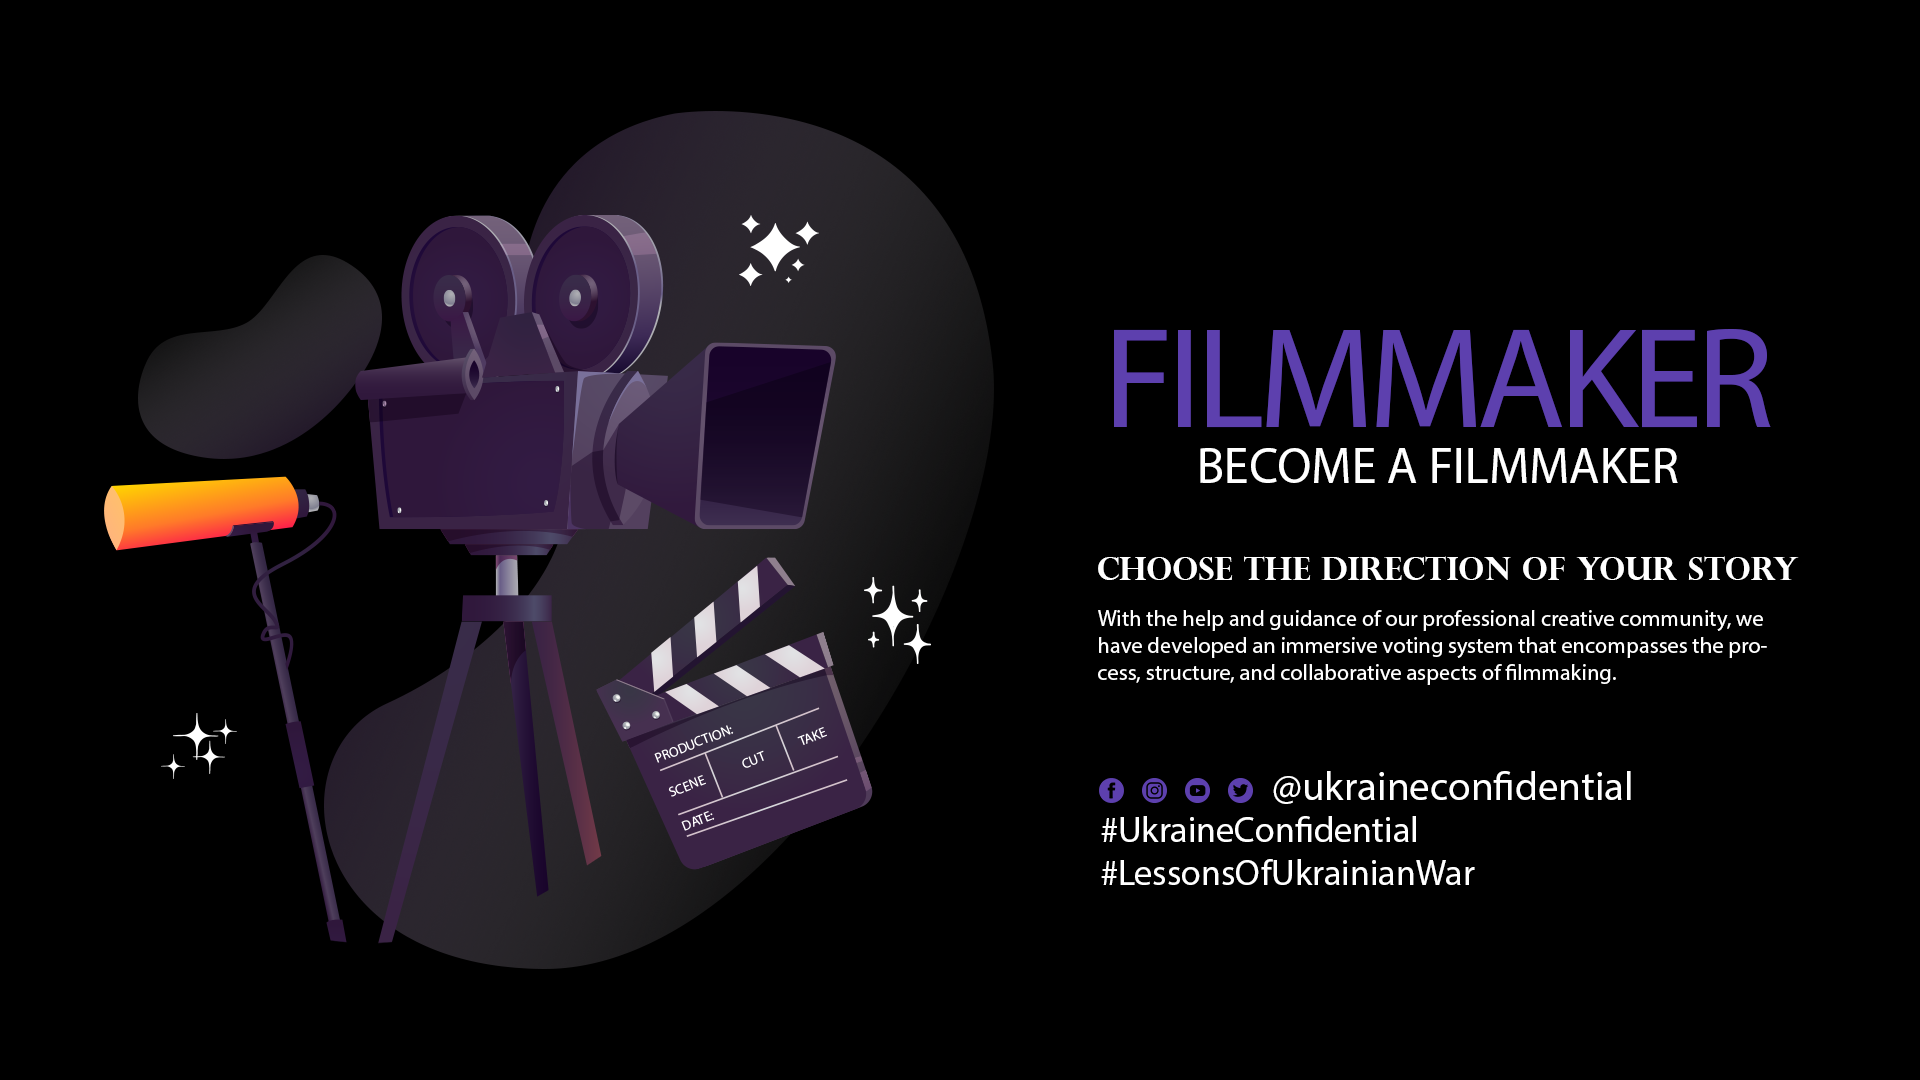 FILMMAKER
BECOME A FILMMAKER
CHOOSE THE DIRECTION OF YOUR STORY
With the help and guidance of our professional creative community, we
have developed an immersive voting system that encompasses the pro-
cess, structure, and collaborative aspects of filmmaking.
@ukraineconfidential
#UkraineConfidential
#LessonsOfUkrainianWar
PRODUCTION:
SCENE CUT TAKE
DATE: